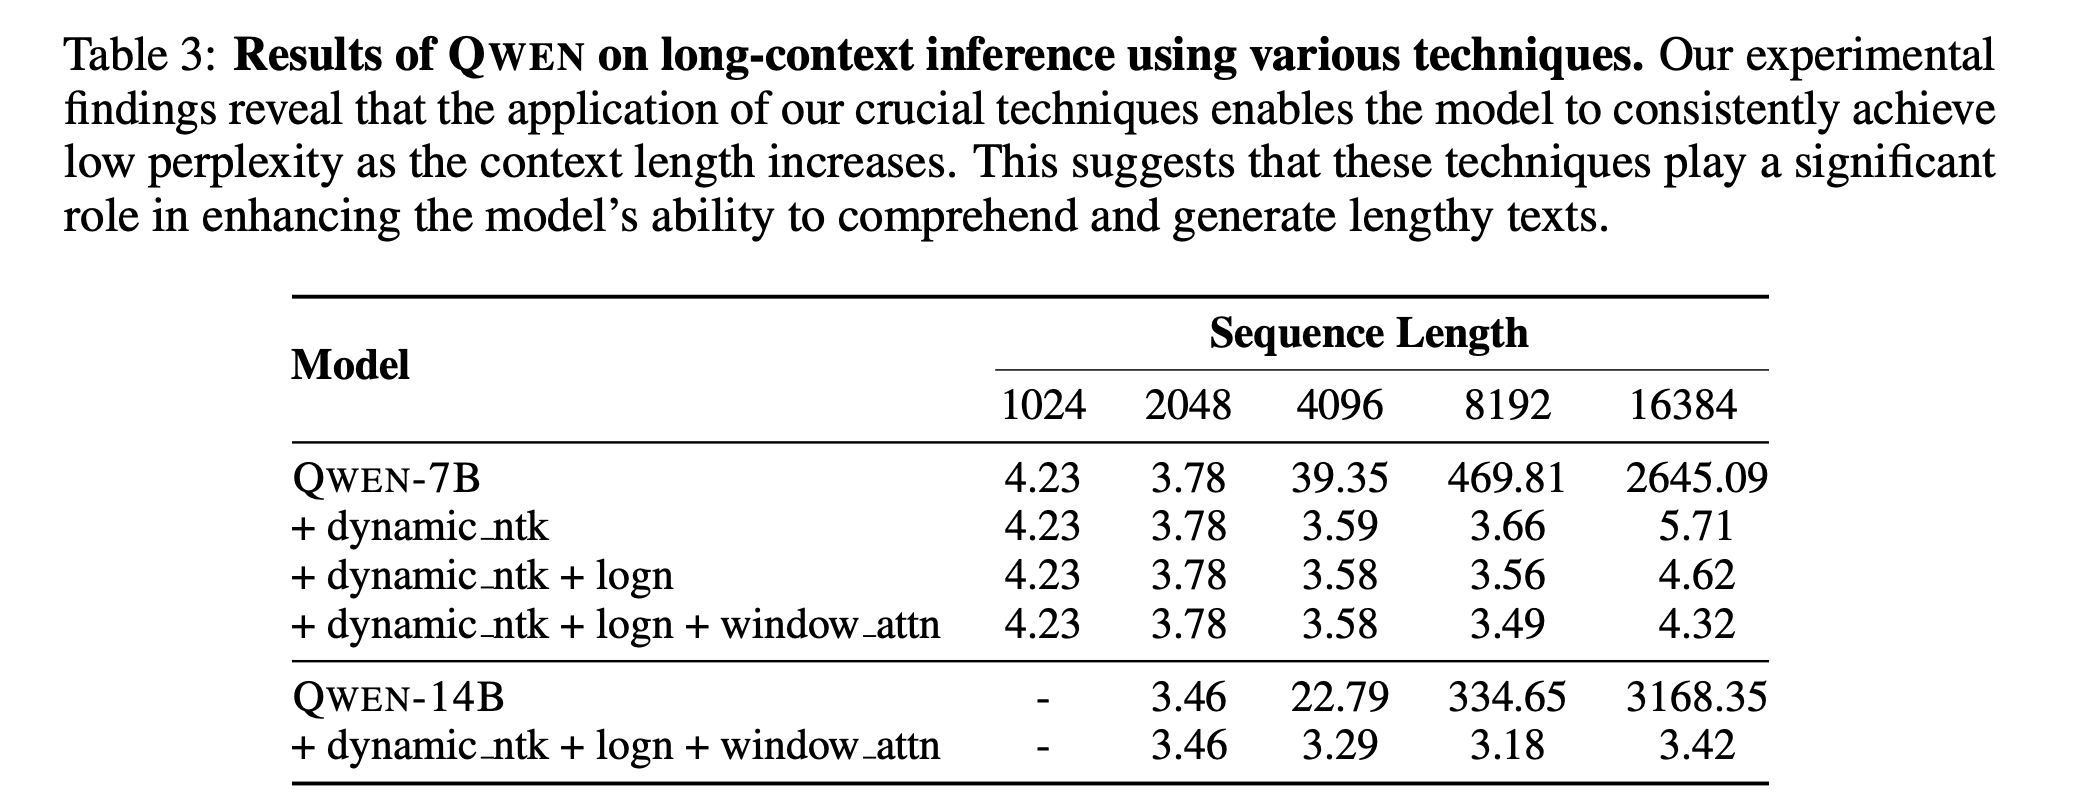 Table 3: Results of QWEN on long-context inference using various techniques. Our experimental
findings reveal that the application of our crucial techniques enables the model to consistently achieve
low perplexity as the context length increases. This suggests that these techniques play a significant
role in enhancing the model's ability to comprehend and generate lengthy texts.
Model
Sequence Length
1024 2048 4096 8192 16384
QWEN-7B 4.23 3.78 39.35 469.81 2645.09
+ dynamic_ntk 4.23 3.78 3.59 3.66 5.71
+ dynamic_ntk + logn 4.23 3.78 3.58 3.56 4.62
+ dynamic_ntk + logn + window_attn 4.23 3.78 3.58 3.49 4.32
QWEN-14B - 3.46 22.79 334.65 3168.35
+ dynamic_ntk + logn + window_attn - 3.46 3.29 3.18 3.42